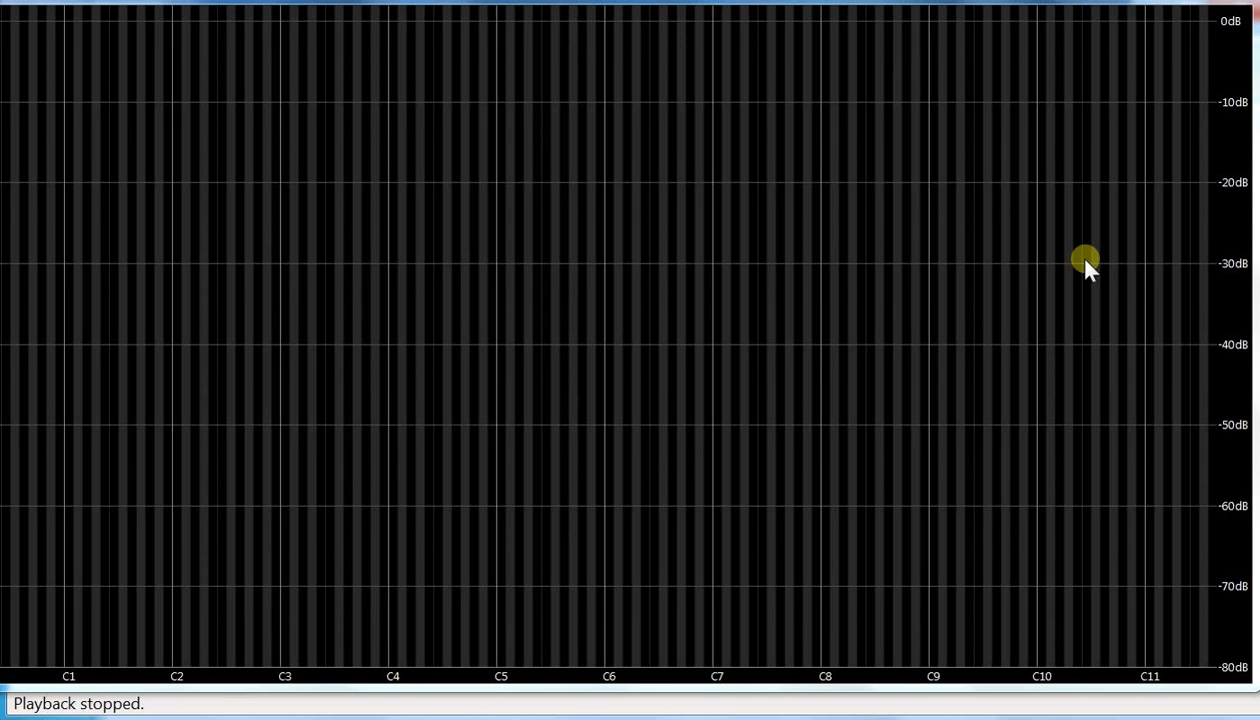 0dB
-10dB
-20dB
-30dB
-40dB
-50dB
-60dB
-70dB
-80dB
C1 C2 C3 C4 C5 C6 C7 C8 C9 C10 C11
Playback stopped.